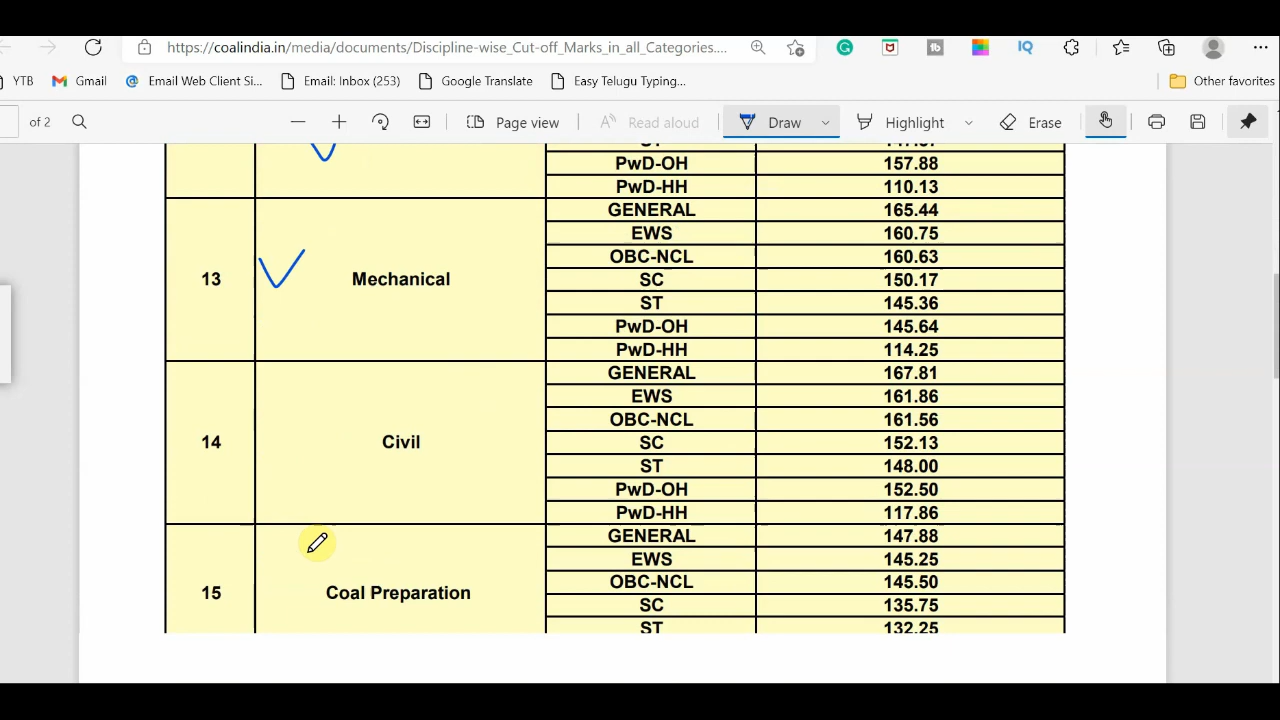 https://coalindia.in/media/documents/Discipline-wise_Cut-off_Marks_in_all_Categories....
YTB Gmail Email Web Client Si... Email: Inbox (253) Google Translate Easy Telugu Typing... Other favorites
of 2 Page view Read aloud Draw Highlight Erase
PwD-OH 157.88
PwD-HH 110.13
13 Mechanical
GENERAL 165.44
EWS 160.75
OBC-NCL 160.63
SC 150.17
ST 145.36
PwD-OH 145.64
PwD-HH 114.25
14 Civil
GENERAL 167.81
EWS 161.86
OBC-NCL 161.56
SC 152.13
ST 148.00
PwD-OH 152.50
PwD-HH 117.86
15 Coal Preparation
GENERAL 147.88
EWS 145.25
OBC-NCL 145.50
SC 135.75
ST 132.25